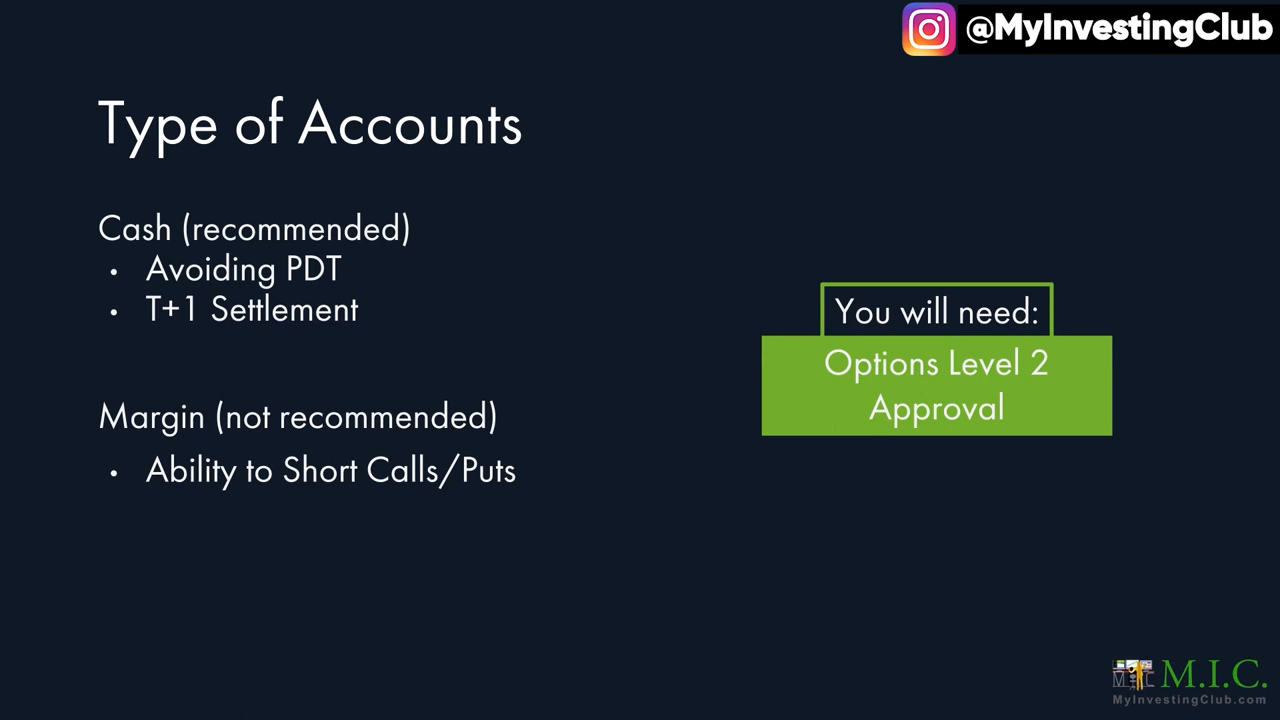 @MyInvestingClub
Type of Accounts
Cash (recommended)
• Avoiding PDT
• T+1 Settlement
Margin (not recommended)
• Ability to Short Calls/Puts
You will need:
Options Level 2
Approval
M.I.C.
MyInvestingClub.com